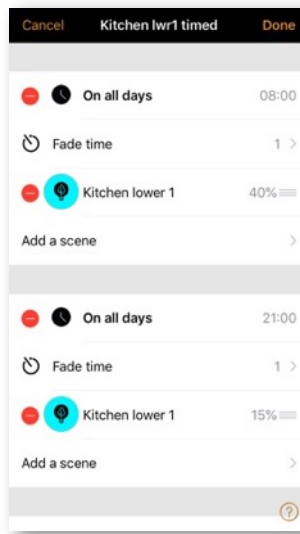 Cancel Kitchen lwr1 timed Done
On all days 08:00
Fade time 1
Kitchen lower 1 40%
Add a scene
On all days 21:00
Fade time 1
Kitchen lower 1 15%
Add a scene
?